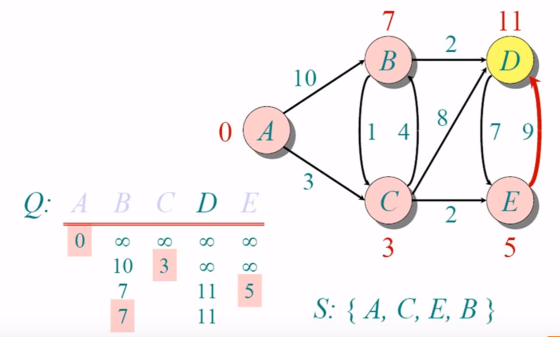 7 11
B 2 D
10
0 A 1 4 8 7 9
3
Q: A B C D E
C 2 E
0 ∞ ∞ ∞ ∞
3 5
10 3 ∞ ∞
7 11 5
7 11
S: { A, C, E, B }